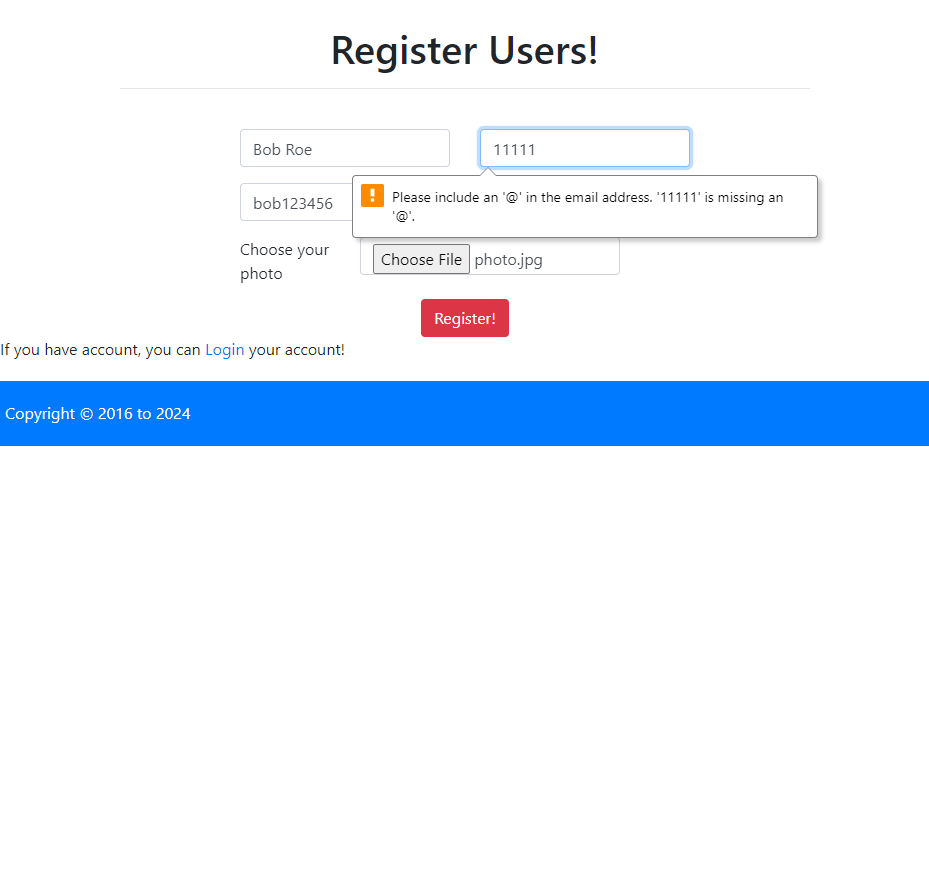 Register Users!
Bob Roe
11111
bob123456
Please include an '@' in the email address. '11111' is missing an
'@'.
Choose your
photo
Choose File photo.jpg
Register!
If you have account, you can Login your account!
Copyright © 2016 to 2024